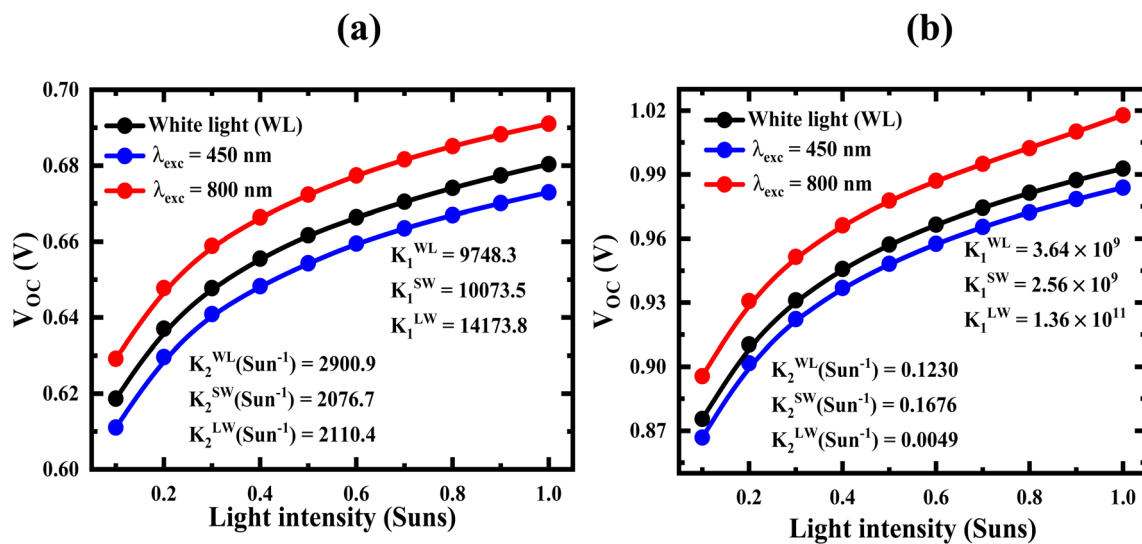 (a)
0.70
0.68
0.66
0.64
0.62
0.60
V_OC (V)
White light (WL)
λ_exc = 450 nm
λ_exc = 800 nm
K_1^WL = 9748.3
K_1^SW = 10073.5
K_1^LW = 14173.8
K_2^WL(Sun⁻¹) = 2900.9
K_2^SW(Sun⁻¹) = 2076.7
K_2^LW(Sun⁻¹) = 2110.4
0.2 0.4 0.6 0.8 1.0
Light intensity (Suns)
(b)
1.02
0.99
0.96
0.93
0.90
0.87
V_OC (V)
White light (WL)
λ_exc = 450 nm
λ_exc = 800 nm
K_1^WL = 3.64 × 10⁹
K_1^SW = 2.56 × 10⁹
K_1^LW = 1.36 × 10¹¹
K_2^WL(Sun⁻¹) = 0.1230
K_2^SW(Sun⁻¹) = 0.1676
K_2^LW(Sun⁻¹) = 0.0049
0.2 0.4 0.6 0.8 1.0
Light intensity (Suns)